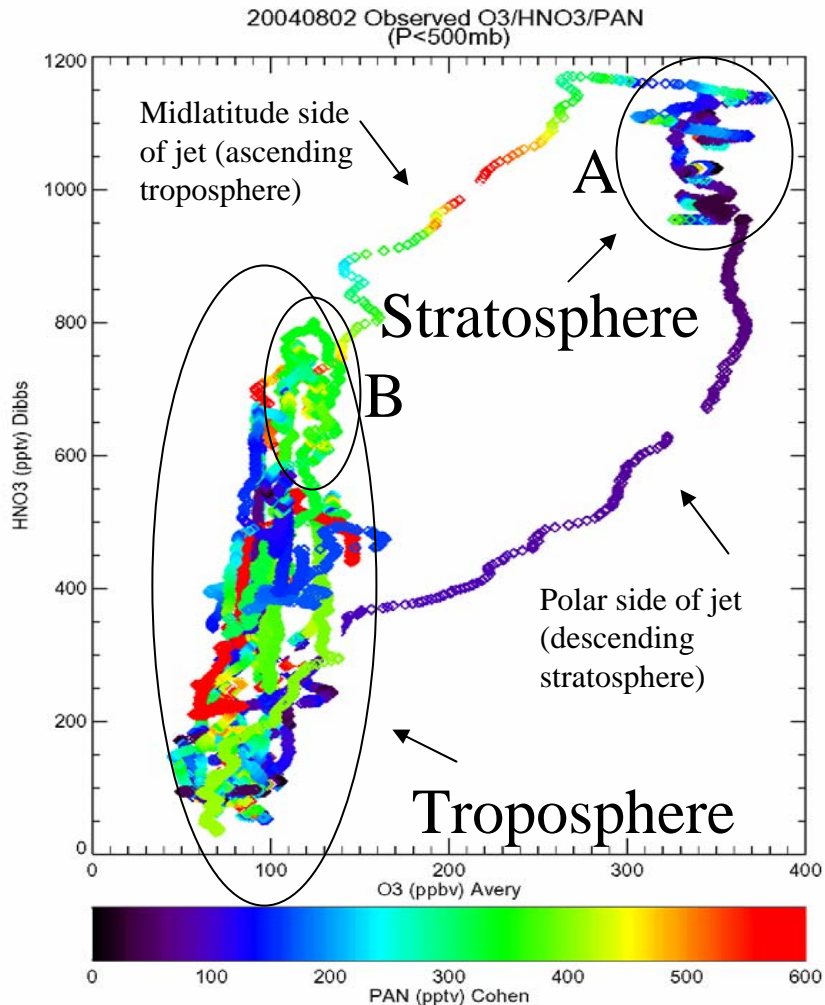 20040802 Observed O3/HNO3/PAN
(P<500mb)
1200
1000
800
600
400
200
0
HNO3 (pptv) Dibbs
Midlatitude side
of jet (ascending
troposphere)
A
Stratosphere
B
Polar side of jet
(descending
stratosphere)
Troposphere
0 100 200 300 400
O3 (ppbv) Avery
0 100 200 300 400 500 600
PAN (pptv) Cohen